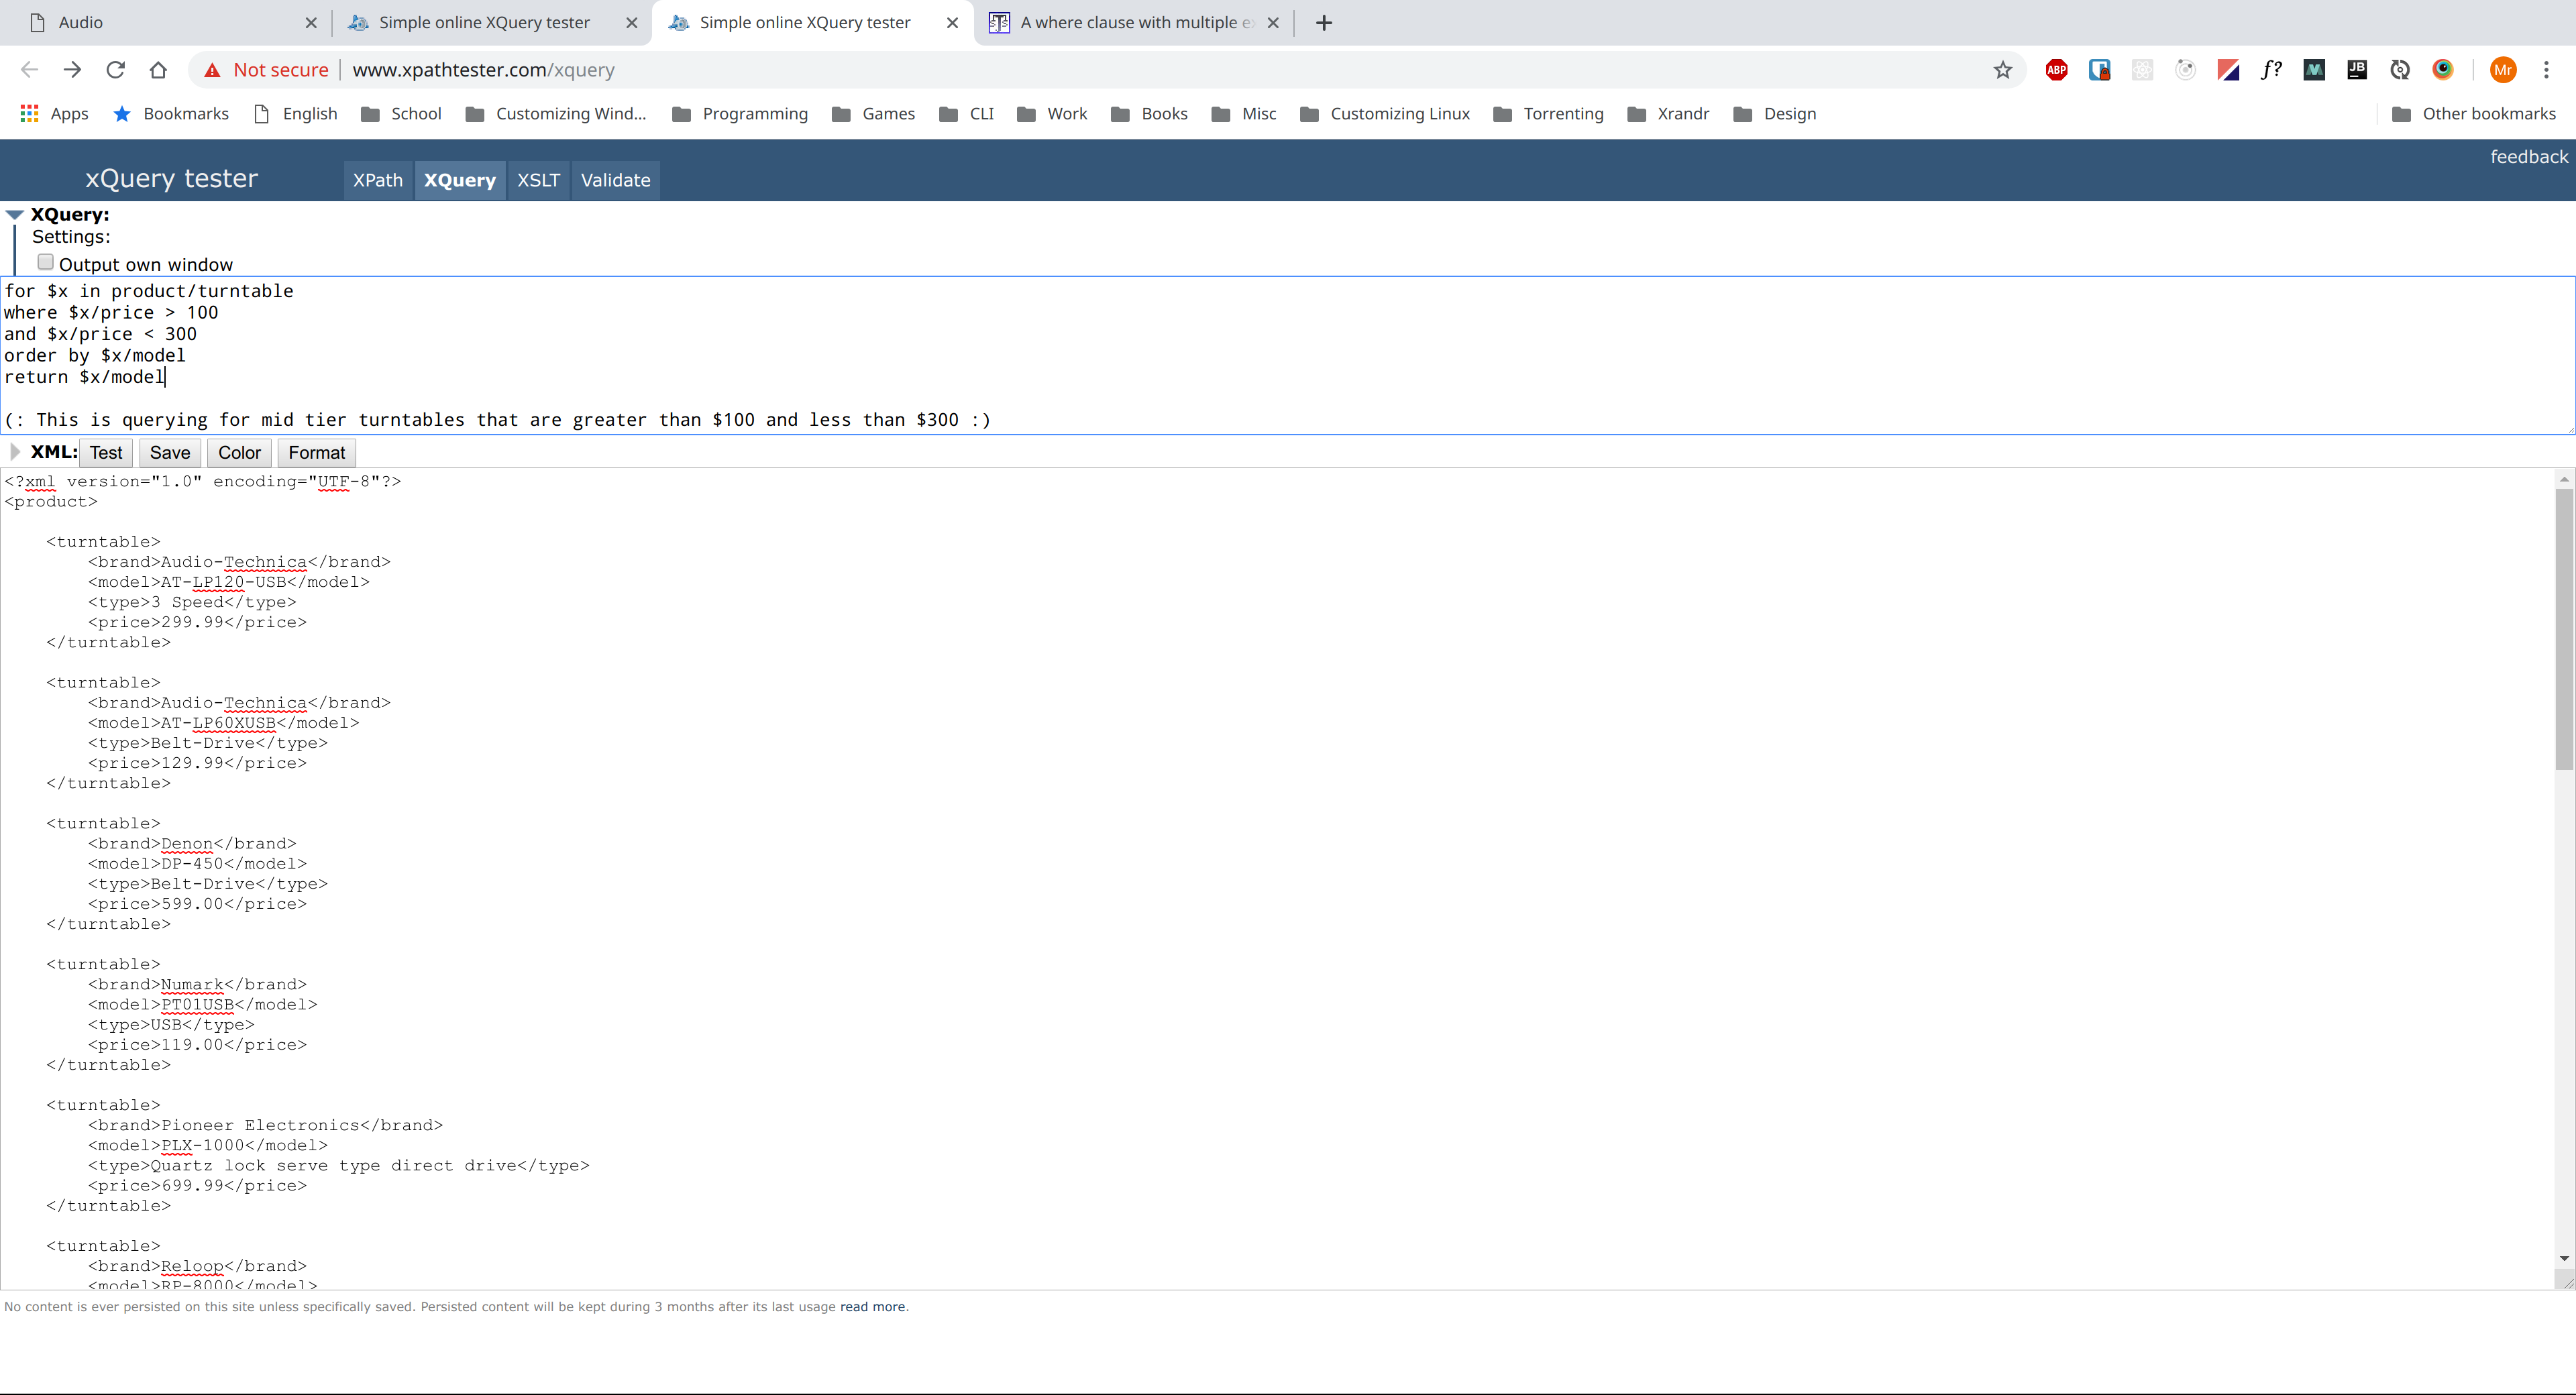 Audio
Simple online XQuery tester
Simple online XQuery tester
A where clause with multiple e
Not secure www.xpathtester.com/xquery
ABP
f?
JB
Mr
Apps Bookmarks English School Customizing Wind... Programming Games CLI Work Books Misc Customizing Linux Torrenting Xrandr Design Other bookmarks
feedback
xQuery tester XPath XQuery XSLT Validate
XQuery:
Settings:
Output own window
for $x in product/turntable
where $x/price > 100
and $x/price < 300
order by $x/model
return $x/model
(: This is querying for mid tier turntables that are greater than $100 and less than $300 :)
XML: Test Save Color Format
<?xml version="1.0" encoding="UTF-8"?>
<product>
<turntable>
<brand>Audio-Technica</brand>
<model>AT-LP120-USB</model>
<type>3 Speed</type>
<price>299.99</price>
</turntable>
<turntable>
<brand>Audio-Technica</brand>
<model>AT-LP60XUSB</model>
<type>Belt-Drive</type>
<price>129.99</price>
</turntable>
<turntable>
<brand>Denon</brand>
<model>DP-450</model>
<type>Belt-Drive</type>
<price>599.00</price>
</turntable>
<turntable>
<brand>Numark</brand>
<model>PT01USB</model>
<type>USB</type>
<price>119.00</price>
</turntable>
<turntable>
<brand>Pioneer Electronics</brand>
<model>PLX-1000</model>
<type>Quartz lock serve type direct drive</type>
<price>699.99</price>
</turntable>
<turntable>
<brand>Reloop</brand>
<model>RP-8000</model>
No content is ever persisted on this site unless specifically saved. Persisted content will be kept during 3 months after its last usage read more.